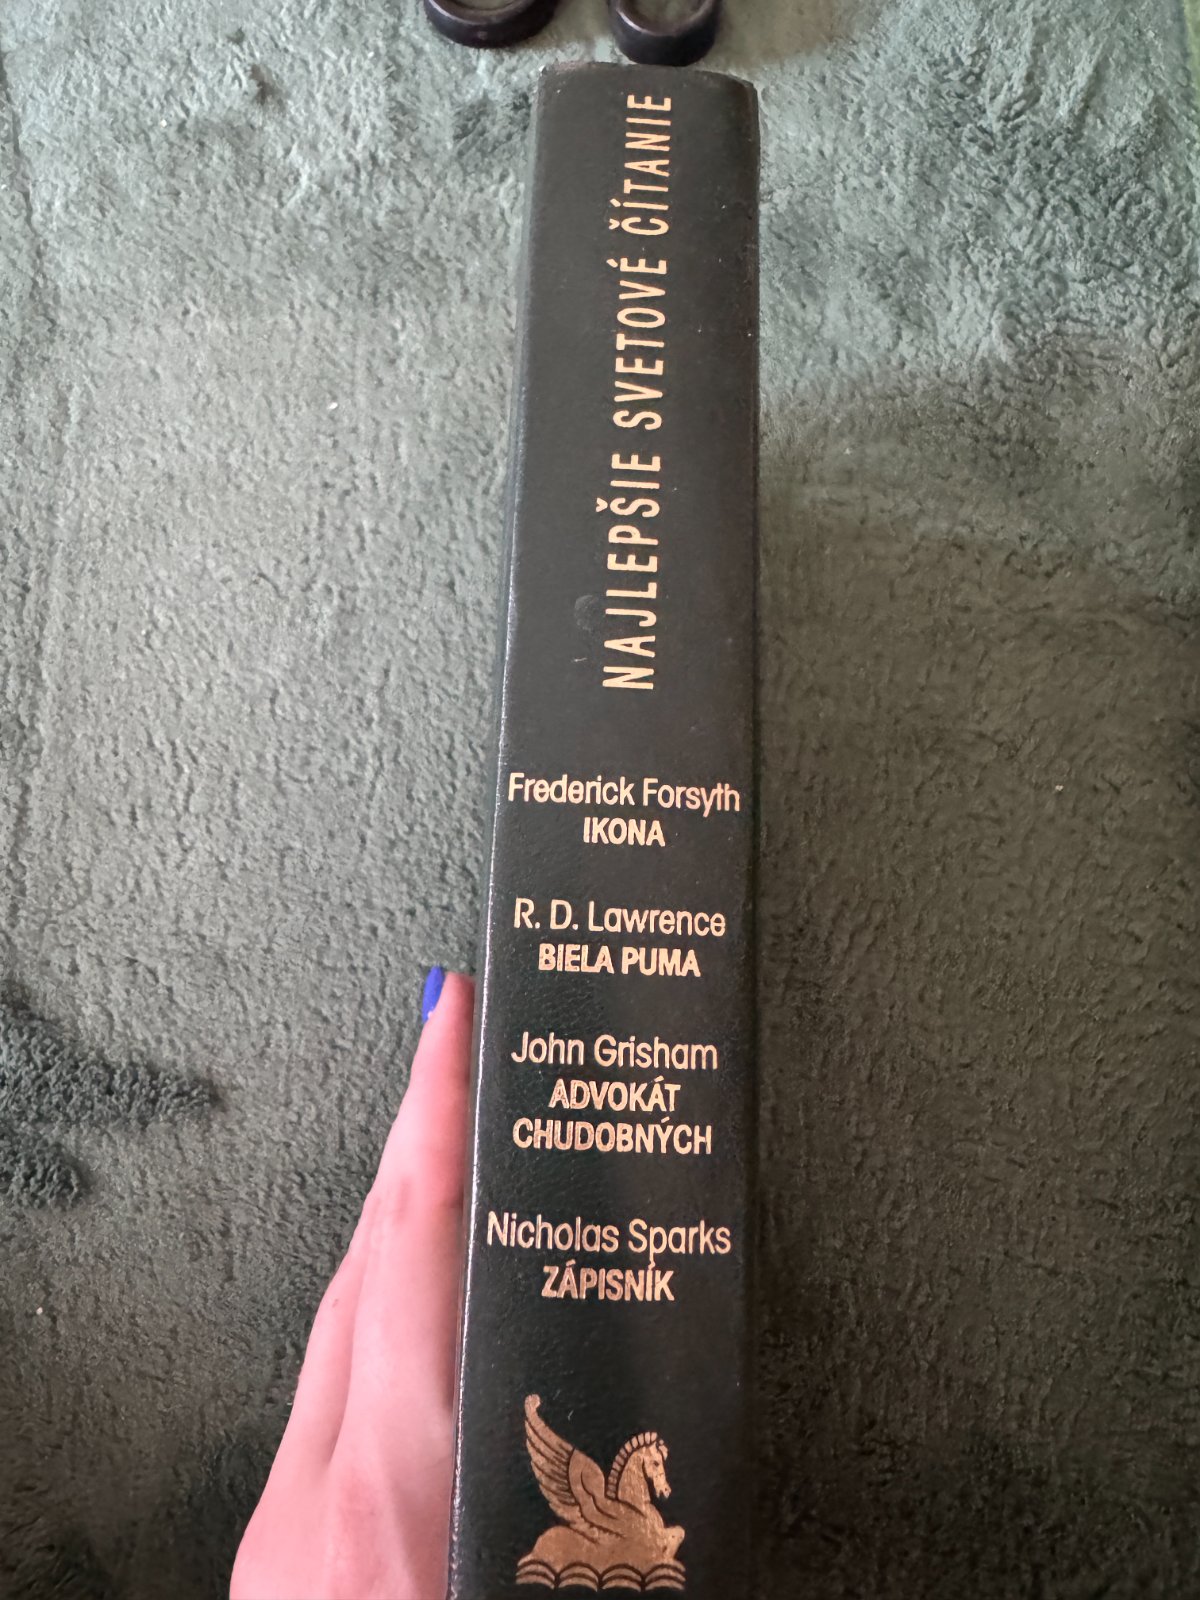 NAJLEPŠIE SVETOVÉ ČÍTANIE
Frederick Forsyth
IKONA
R. D. Lawrence
BIELA PUMA
John Grisham
ADVOKÁT
CHUDOBNÝCH
Nicholas Sparks
ZÁPISNÍK